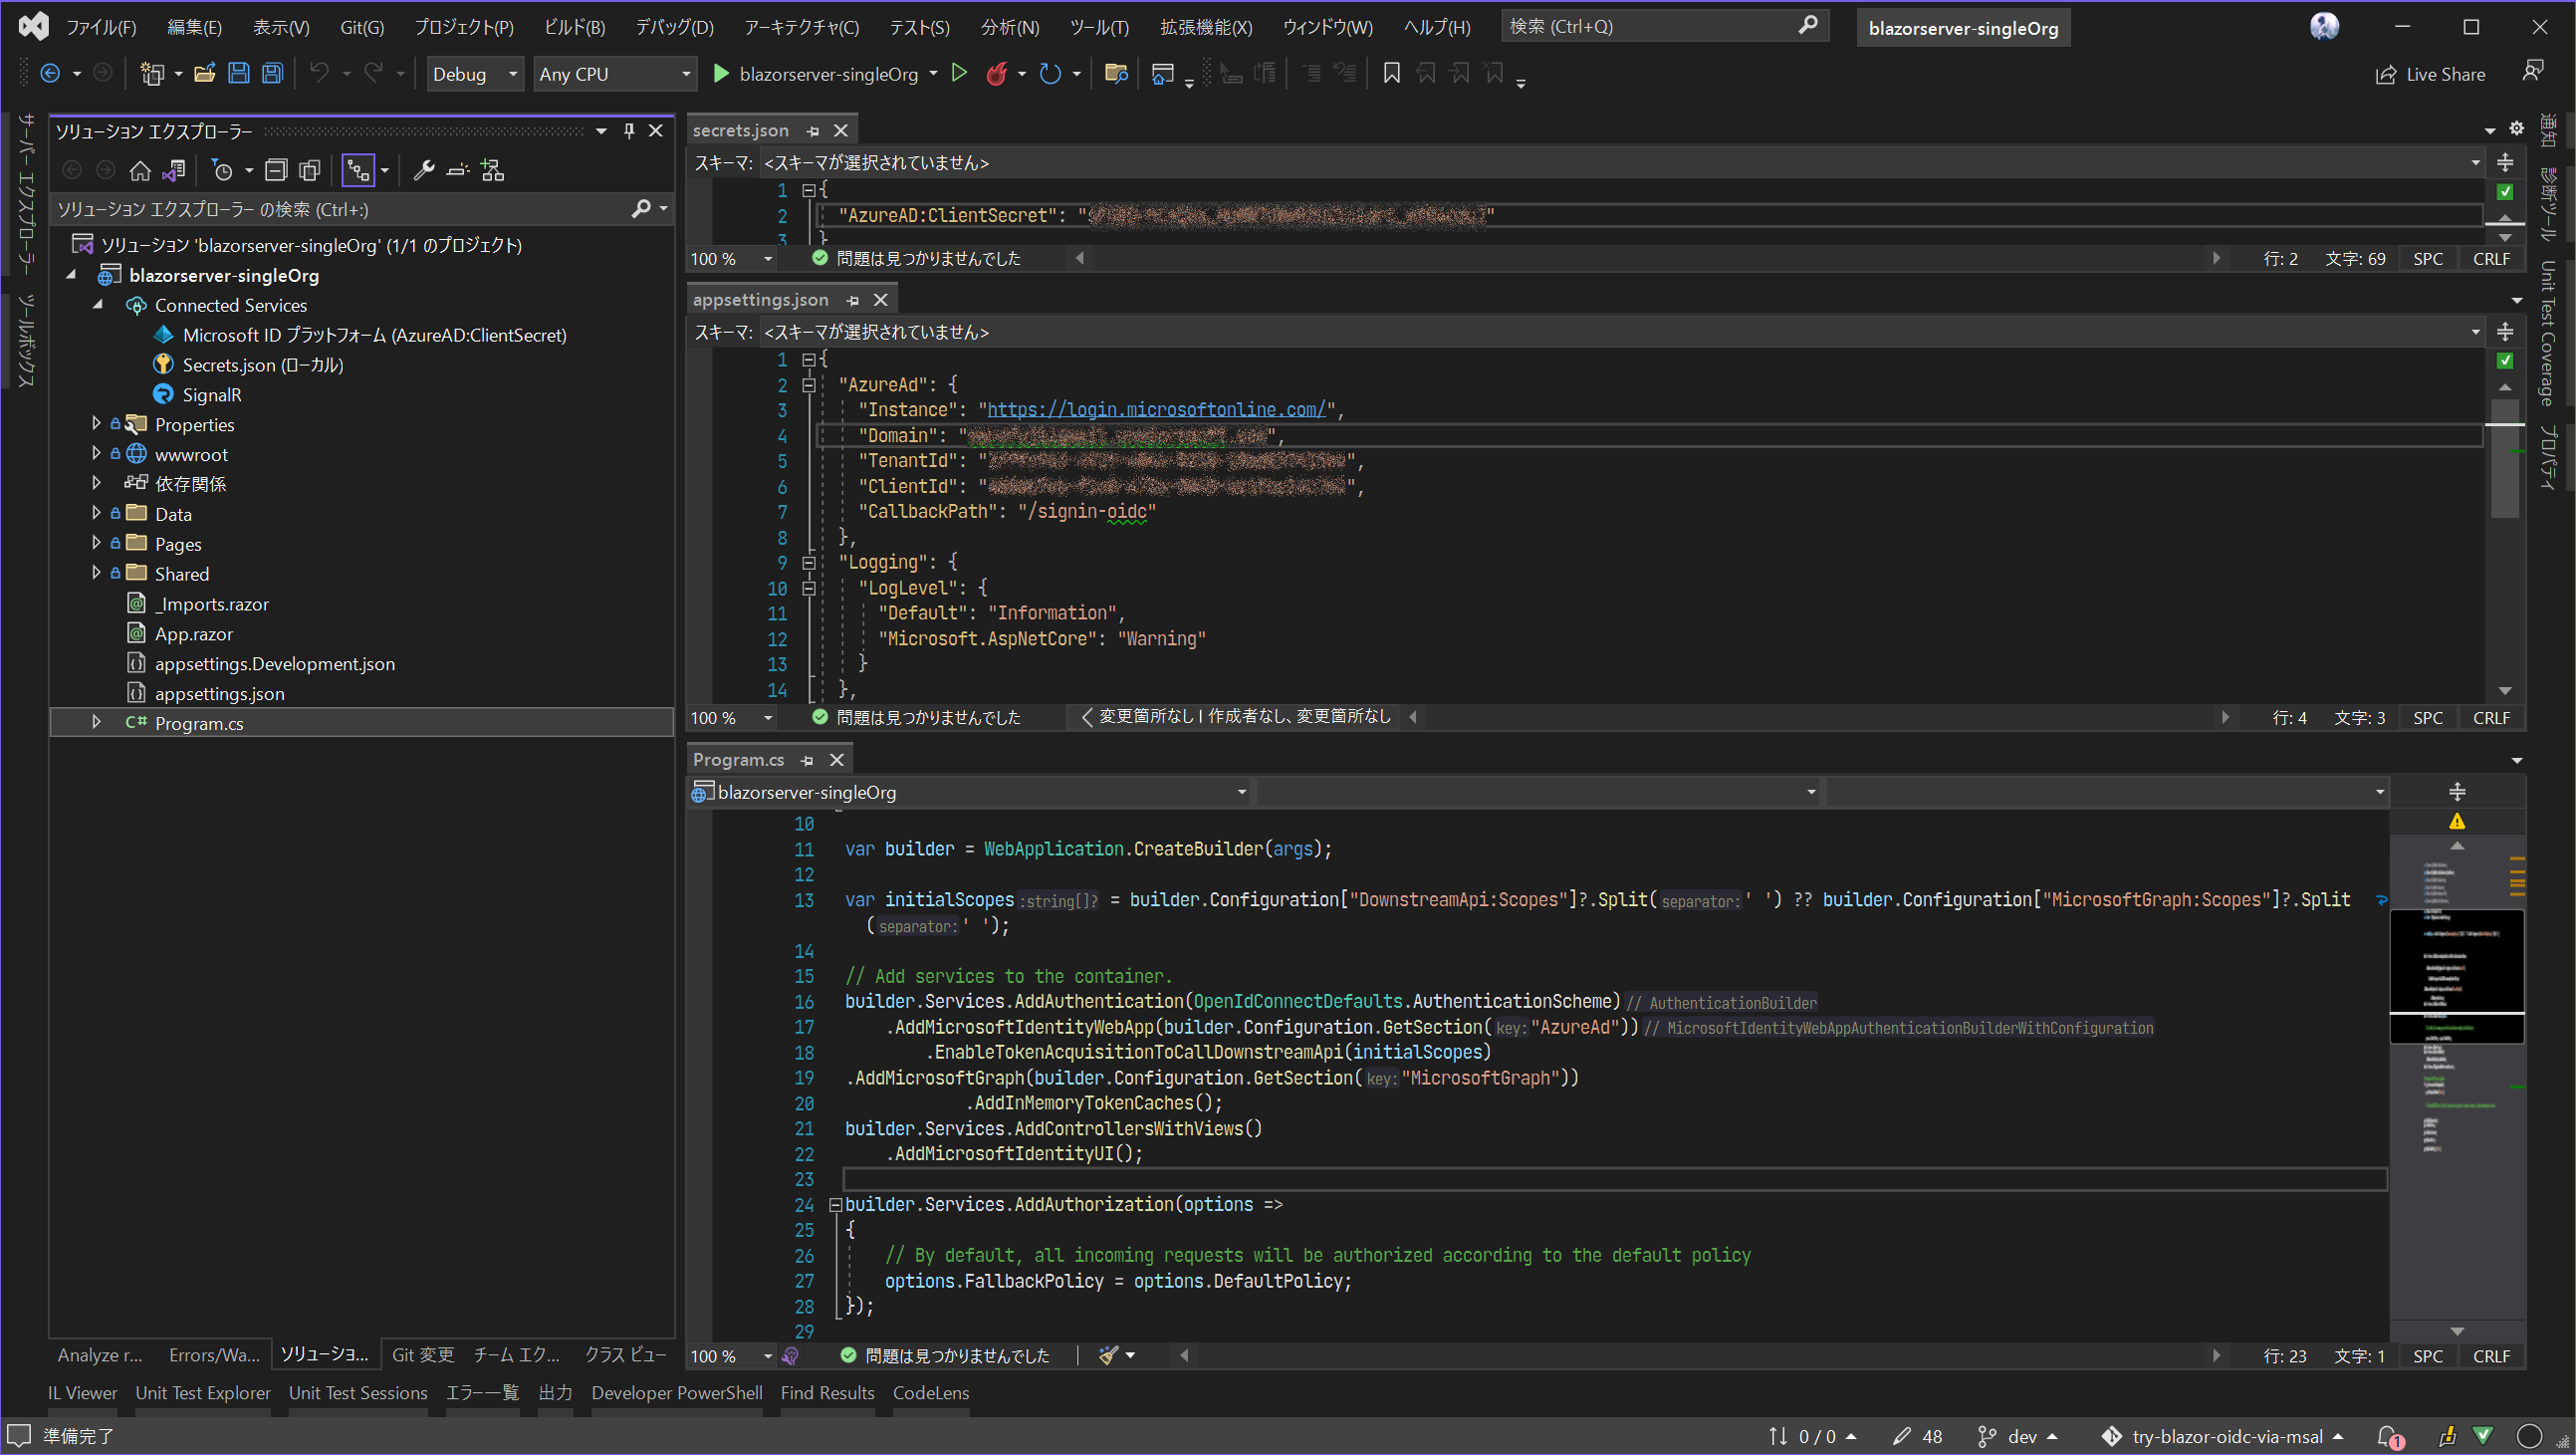 ファイル(F) 編集(E) 表示(V) Git(G) プロジェクト(P) ビルド(B) デバッグ(D) アーキテクチャ(C) テスト(S) 分析(N) ツール(T) 拡張機能(X) ウィンドウ(W) ヘルプ(H) 検索 (Ctrl+Q) blazorserver-singleOrg
Debug Any CPU blazorserver-singleOrg Live Share
サーバー エクスプローラー
ツールボックス
ソリューション エクスプローラー
ソリューション エクスプローラー の検索 (Ctrl+:)
ソリューション 'blazorserver-singleOrg' (1/1 のプロジェクト)
blazorserver-singleOrg
Connected Services
Microsoft ID プラットフォーム (AzureAD:ClientSecret)
Secrets.json (ローカル)
SignalR
Properties
wwwroot
依存関係
Data
Pages
Shared
_Imports.razor
App.razor
appsettings.Development.json
appsettings.json
C# Program.cs
Analyze r... Errors/Wa... ソリューショ... Git 変更 チーム エク... クラス ビュー
secrets.json
スキーマ: <スキーマが選択されていません>
1 {
2 "AzureAD:ClientSecret": " "
3 }
100 % 問題は見つかりませんでした 行: 2 文字: 69 SPC CRLF
appsettings.json
スキーマ: <スキーマが選択されていません>
1 {
2 "AzureAd": {
3 "Instance": "https://login.microsoftonline.com/",
4 "Domain": " ",
5 "TenantId": " ",
6 "ClientId": " ",
7 "CallbackPath": "/signin-oidc"
8 },
9 "Logging": {
10 "LogLevel": {
11 "Default": "Information",
12 "Microsoft.AspNetCore": "Warning"
13 }
14 },
100 % 問題は見つかりませんでした 変更箇所なし | 作成者なし、変更箇所なし 行: 4 文字: 3 SPC CRLF
Program.cs
blazorserver-singleOrg
10
11 var builder = WebApplication.CreateBuilder(args);
12
13 var initialScopes :string[]? = builder.Configuration["DownstreamApi:Scopes"]?.Split( separator: ' ') ?? builder.Configuration["MicrosoftGraph:Scopes"]?.Split
( separator: ' ');
14
15 // Add services to the container.
16 builder.Services.AddAuthentication(OpenIdConnectDefaults.AuthenticationScheme) // AuthenticationBuilder
17 .AddMicrosoftIdentityWebApp(builder.Configuration.GetSection( key: "AzureAd")) // MicrosoftIdentityWebAppAuthenticationBuilderWithConfiguration
18 .EnableTokenAcquisitionToCallDownstreamApi(initialScopes)
19 .AddMicrosoftGraph(builder.Configuration.GetSection( key: "MicrosoftGraph"))
20 .AddInMemoryTokenCaches();
21 builder.Services.AddControllersWithViews()
22 .AddMicrosoftIdentityUI();
23
24 builder.Services.AddAuthorization(options =>
25 {
26 // By default, all incoming requests will be authorized according to the default policy
27 options.FallbackPolicy = options.DefaultPolicy;
28 });
29
100 % 問題は見つかりませんでした 行: 23 文字: 1 SPC CRLF
通知
診断ツール
Unit Test Coverage
プロパティ
IL Viewer Unit Test Explorer Unit Test Sessions エラー一覧 出力 Developer PowerShell Find Results CodeLens
準備完了 0 / 0 48 dev try-blazor-oidc-via-msal 1